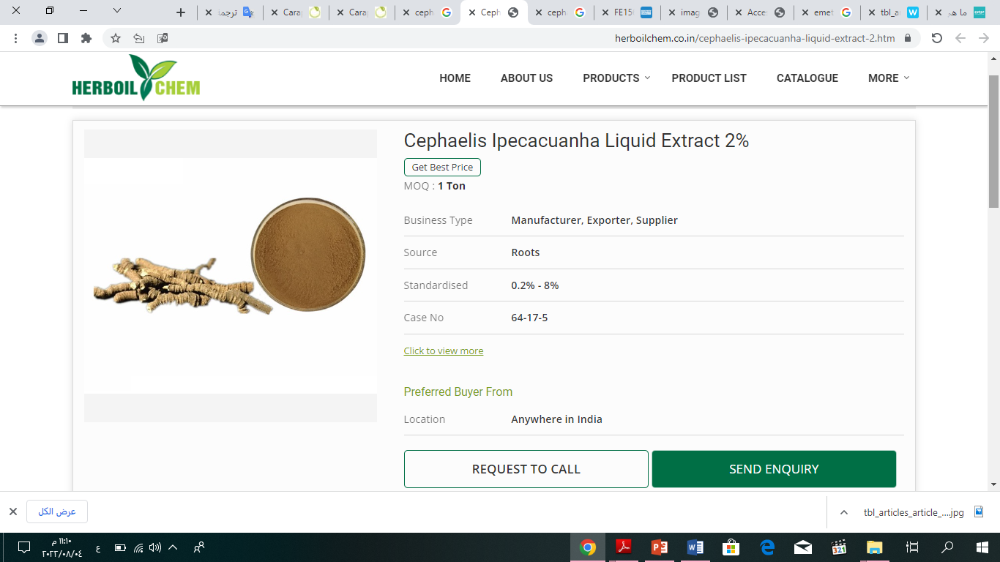 ترجما
Cara
Cara
ceph
Ceph
ceph
FE15
imag
Acce
emet
tbl_a
ما هي
herboilchem.co.in/cephaelis-ipecacuanha-liquid-extract-2.htm
HERBOIL CHEM
HOME ABOUT US PRODUCTS PRODUCT LIST CATALOGUE MORE
Cephaelis Ipecacuanha Liquid Extract 2%
Get Best Price
MOQ : 1 Ton
Business Type Manufacturer, Exporter, Supplier
Source Roots
Standardised 0.2% - 8%
Case No 64-17-5
Click to view more
Preferred Buyer From
Location Anywhere in India
REQUEST TO CALL SEND ENQUIRY
عرض الكل
tbl_articles_article_....jpg
١١:١٠ م
ع
٢٠٢٢/٠٨/٠٤
321